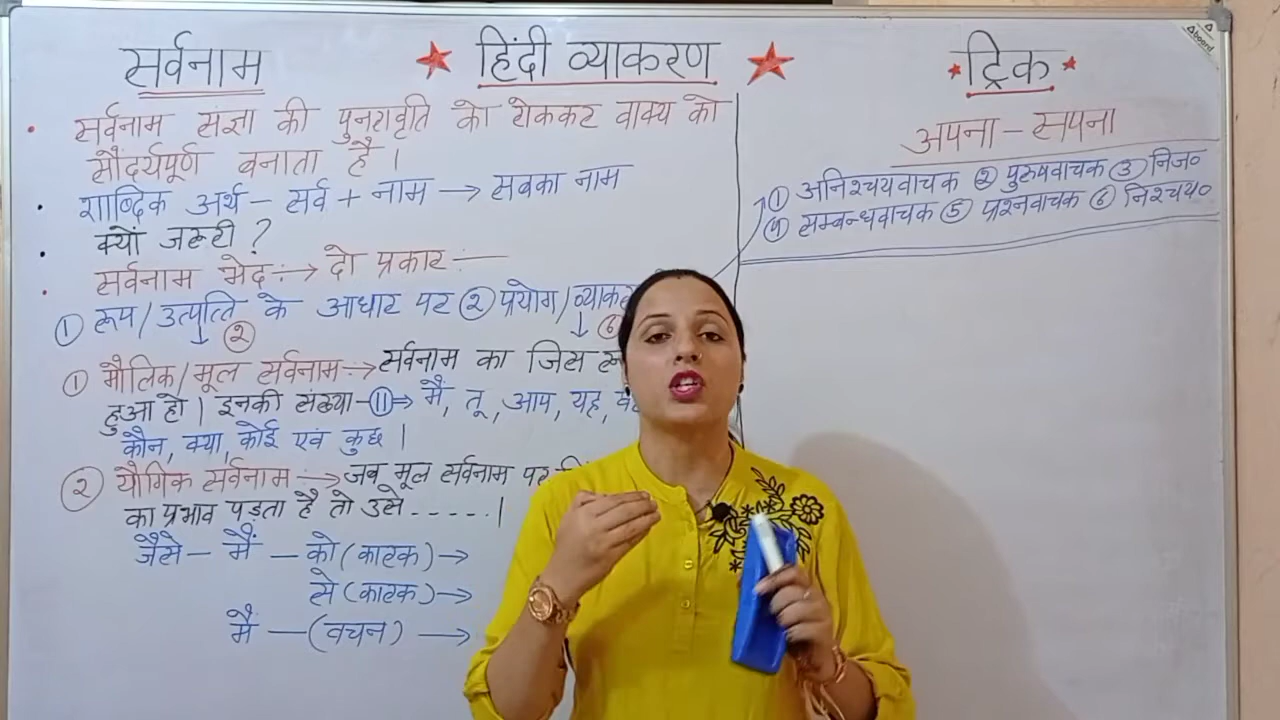 सर्वनाम
हिंदी व्याकरण
ट्रिक
सर्वनाम संज्ञा की पुनरावृति को रोककर वाक्य को
सौंदर्यपूर्ण बनाता है ।
शाब्दिक अर्थ - सर्व + नाम → सबका नाम
क्यों जरूरी ?
सर्वनाम भेद :→ दो प्रकार :—
① रूप/उत्पत्ति के आधार पर ② प्रयोग/
↓ ② ↓ ⑥
① मौलिक/मूल सर्वनाम :→ सर्वनाम का जिस
हुआ हो । इनकी संख्या - ⑪ ⇒ मैं, तू, आप, यह,
कौन, क्या, कोई एवं कुछ ।
② यौगिक सर्वनाम :→ जब मूल सर्वनाम पर
का प्रभाव पड़ता है तो उसे - - - - - - ।
जैसे - मैं - को (कारक) →
से (कारक) →
मैं — (वचन) →
अपना - सपना
① अनिश्चयवाचक ② पुरुषवाचक ③ निज०
④ सम्बन्धवाचक ⑤ प्रश्नवाचक ⑥ निश्चय०